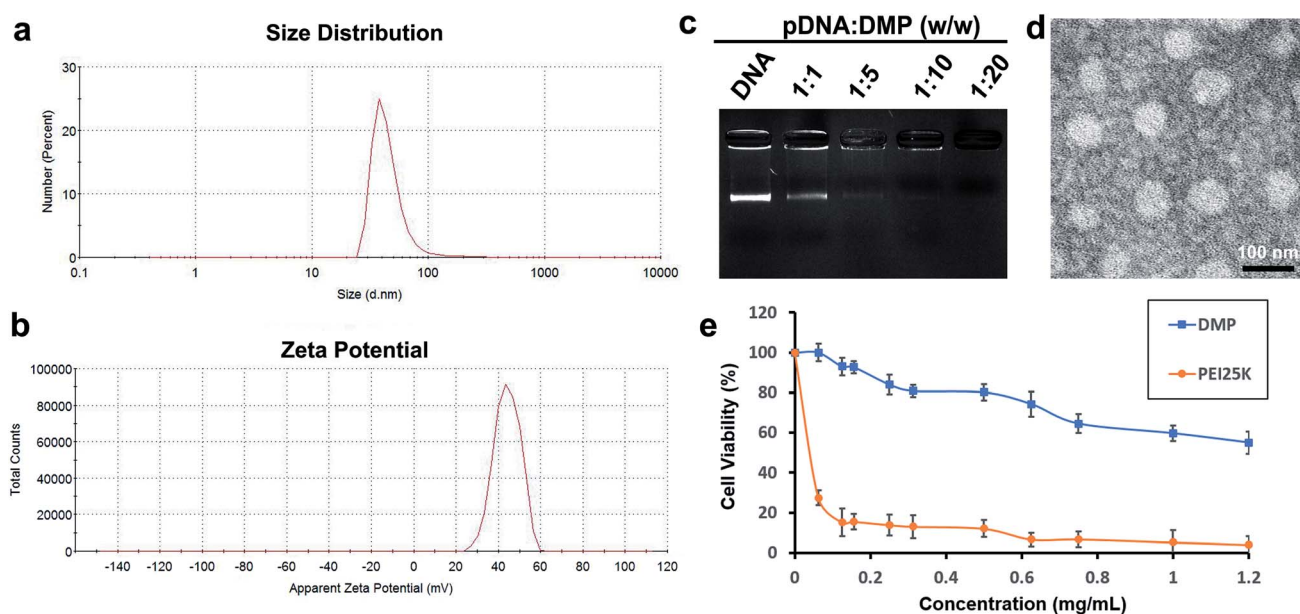 a
Size Distribution
Number (Percent)
30
20
10
0
0.1 1 10 100 1000 10000
Size (d.nm)
b
Zeta Potential
Total Counts
100000
80000
60000
40000
20000
0
-140 -120 -100 -80 -60 -40 -20 0 20 40 60 80 100 120
Apparent Zeta Potential (mV)
c
pDNA:DMP (w/w)
DNA 1:1 1:5 1:10 1:20
d
100 nm
e
Cell Viability (%)
120
100
80
60
40
20
0
0 0.2 0.4 0.6 0.8 1 1.2
Concentration (mg/mL)
DMP
PEI25K